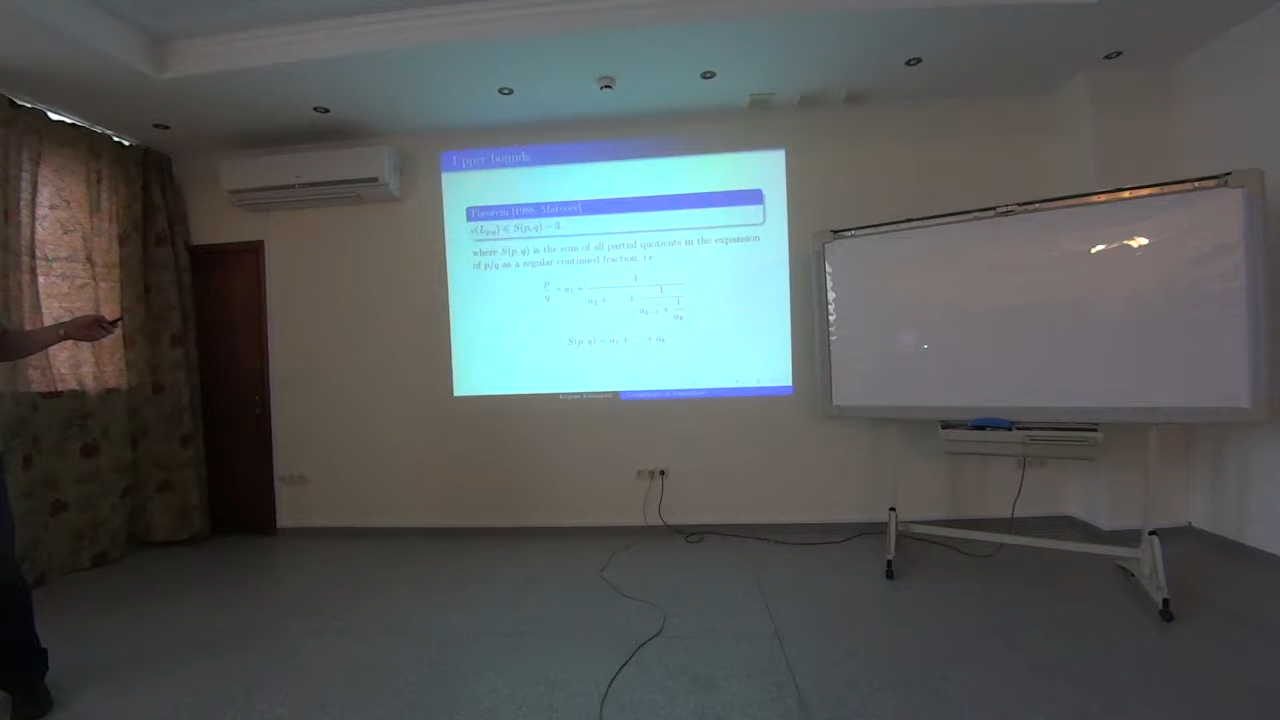 Upper bounds
Theorem [1988, Matveev]
c(L_{p,q}) ⩽ S(p, q) − 3,
where S(p, q) is the sum of all partial quotients in the expansion
of p/q as a regular continued fraction, i.e.
p/q = a_1 + 1/(a_2 + ... + 1/(a_{k−1} + 1/a_k))
S(p, q) = a_1 + ... + a_k